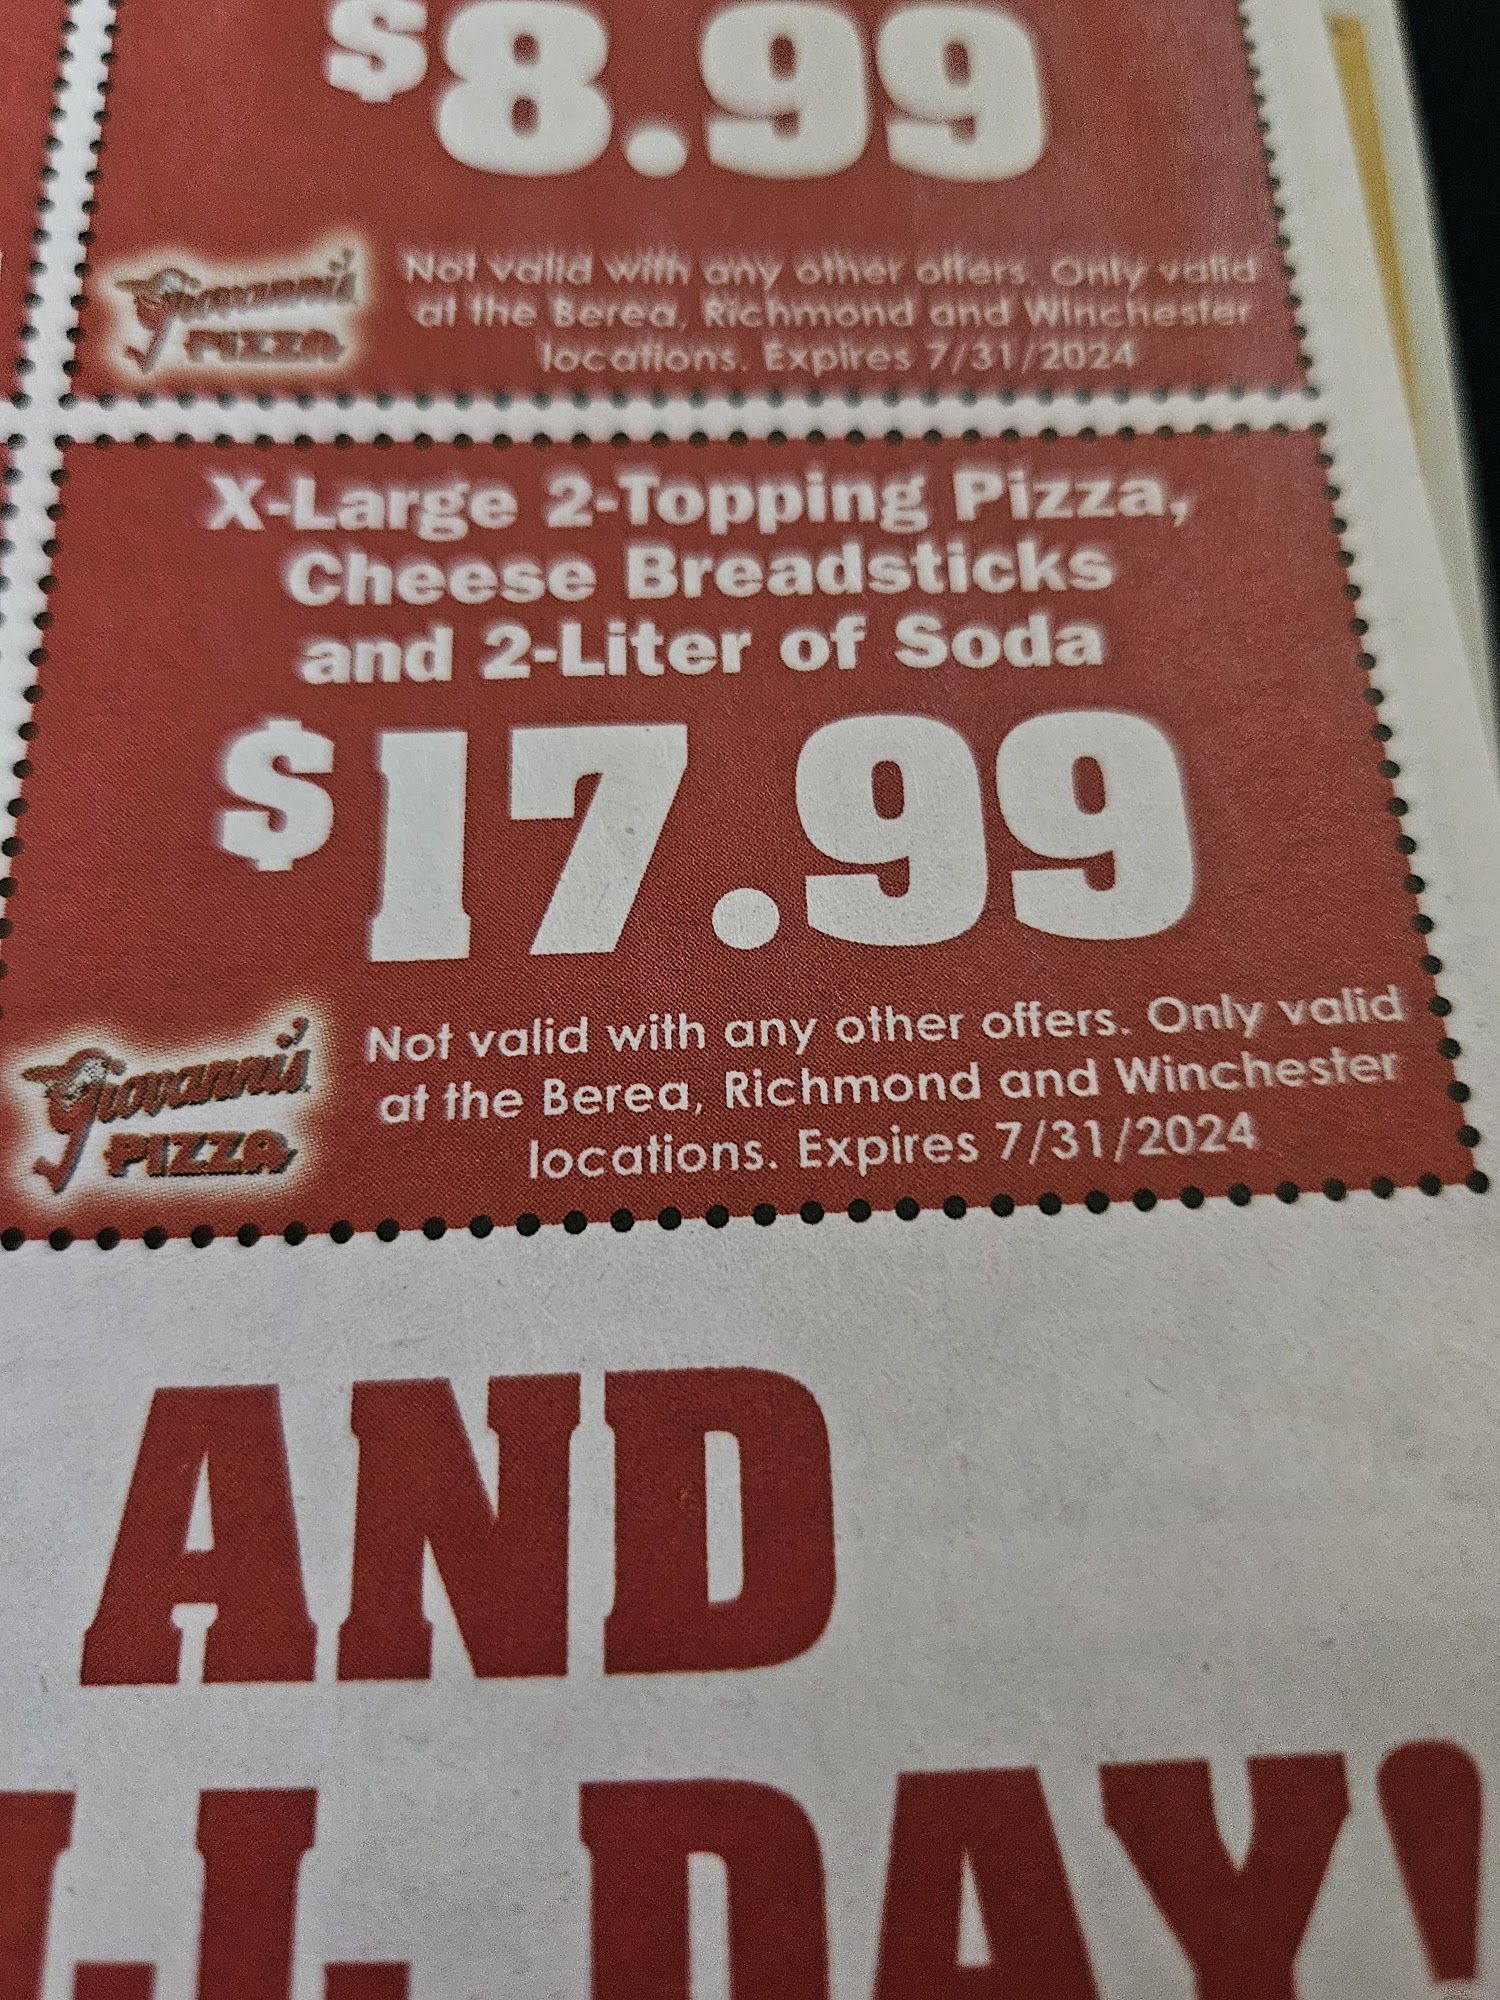 $8.99
Giovanni's
PIZZA
Not valid with any other offers. Only valid
at the Berea, Richmond and Winchester
locations. Expires 7/31/2024
X-Large 2-Topping Pizza,
Cheese Breadsticks
and 2-Liter of Soda
$17.99
Giovanni's
PIZZA
Not valid with any other offers. Only valid
at the Berea, Richmond and Winchester
locations. Expires 7/31/2024
AND
DAY!